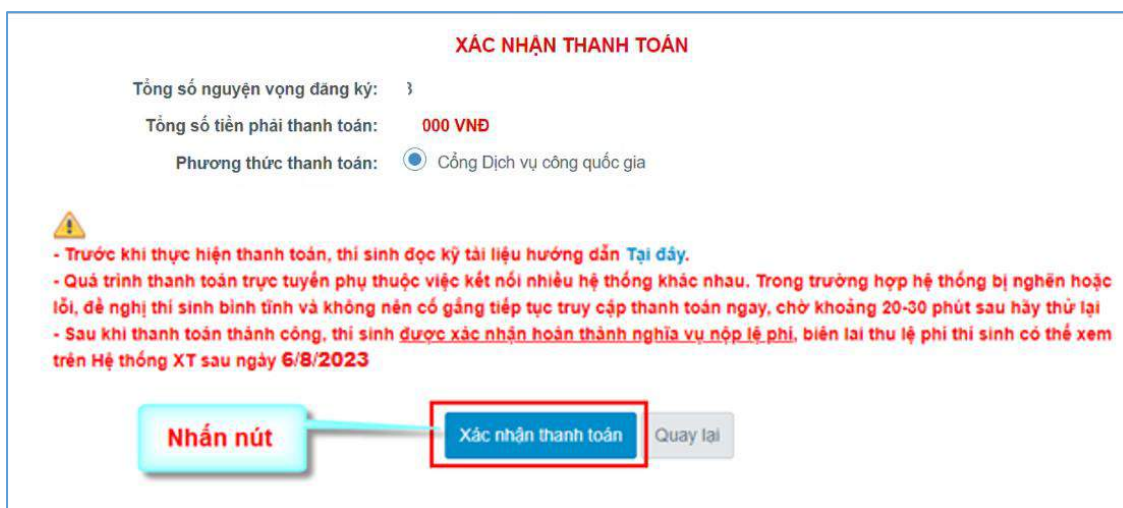 XÁC NHẬN THANH TOÁN
Tổng số nguyện vọng đăng ký:
Tổng số tiền phải thanh toán: 000 VNĐ
Phương thức thanh toán: Cổng Dịch vụ công quốc gia
- Trước khi thực hiện thanh toán, thí sinh đọc kỹ tài liệu hướng dẫn Tại đây.
- Quá trình thanh toán trực tuyến phụ thuộc việc kết nối nhiều hệ thống khác nhau. Trong trường hợp hệ thống bị nghẽn hoặc
lỗi, đề nghị thí sinh bình tĩnh và không nên cố gắng tiếp tục truy cập thanh toán ngay, chờ khoảng 20-30 phút sau hãy thử lại
- Sau khi thanh toán thành công, thí sinh được xác nhận hoàn thành nghĩa vụ nộp lệ phí, biên lai thu lệ phí thí sinh có thể xem
trên Hệ thống XT sau ngày 6/8/2023
Nhấn nút Xác nhận thanh toán Quay lại